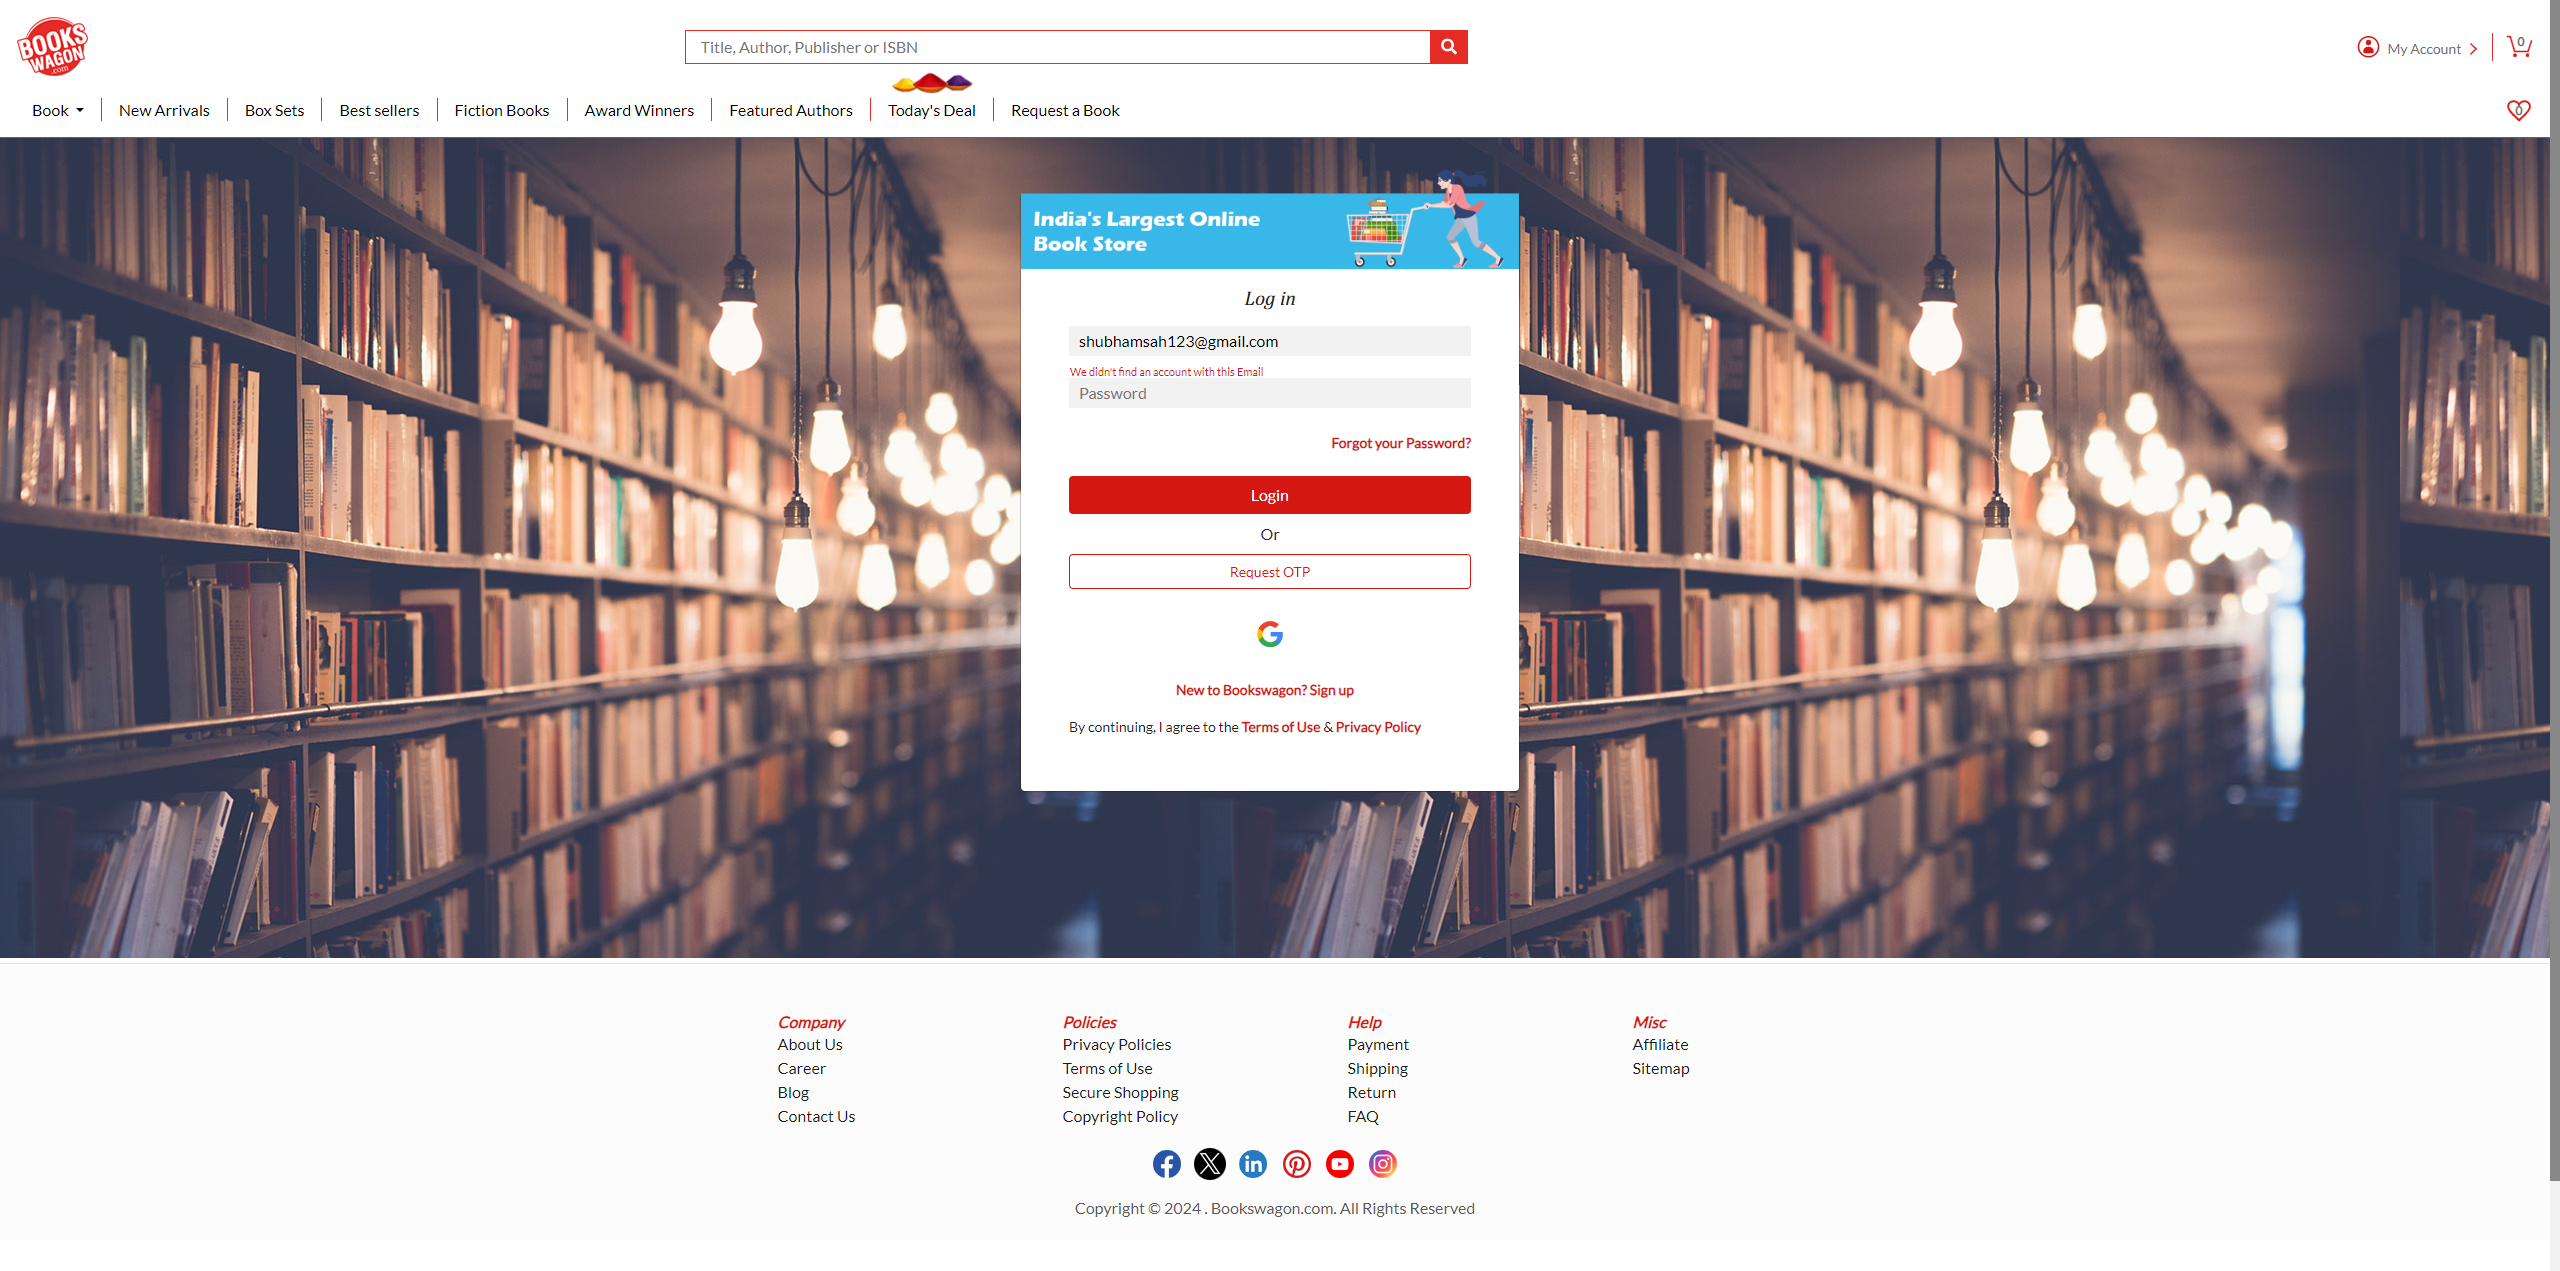 BOOKS
WAGON
.com
Title, Author, Publisher or ISBN
My Account
0
Book
New Arrivals
Box Sets
Best sellers
Fiction Books
Award Winners
Featured Authors
Today's Deal
Request a Book
0
India's Largest Online
Book Store
Log in
shubhamsah123@gmail.com
We didn't find an account with this Email
Password
Forgot your Password?
Login
Or
Request OTP
New to Bookswagon? Sign up
By continuing, I agree to the Terms of Use & Privacy Policy
Company
About Us
Career
Blog
Contact Us
Policies
Privacy Policies
Terms of Use
Secure Shopping
Copyright Policy
Help
Payment
Shipping
Return
FAQ
Misc
Affiliate
Sitemap
Copyright © 2024 . Bookswagon.com. All Rights Reserved